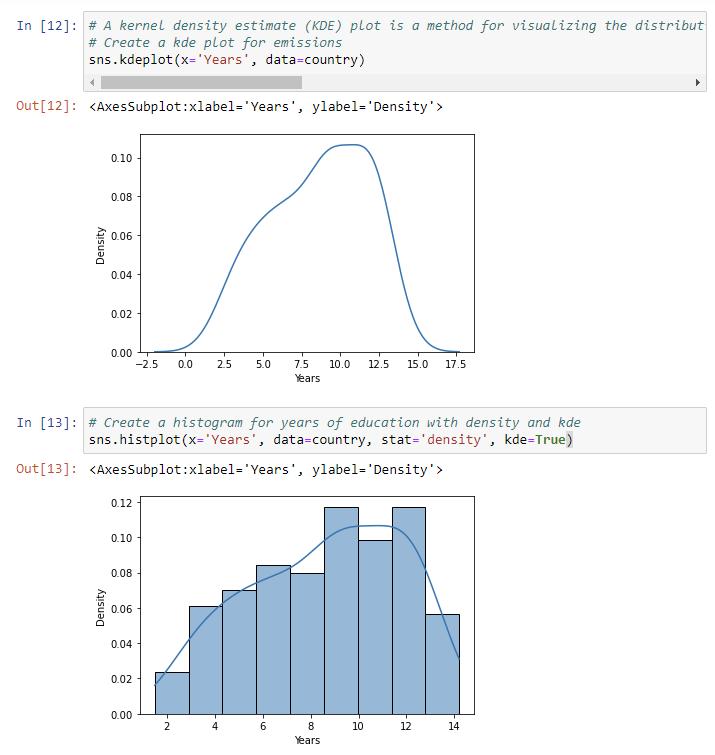 In [12]: # A kernel density estimate (KDE) plot is a method for visualizing the distribut
# Create a kde plot for emissions
sns.kdeplot(x='Years', data=country)
Out[12]: <AxesSubplot:xlabel='Years', ylabel='Density'>
0.10
0.08
0.06
0.04
0.02
0.00
Density
−2.5 0.0 2.5 5.0 7.5 10.0 12.5 15.0 17.5
Years
In [13]: # Create a histogram for years of education with density and kde
sns.histplot(x='Years', data=country, stat='density', kde=True)
Out[13]: <AxesSubplot:xlabel='Years', ylabel='Density'>
0.12
0.10
0.08
0.06
0.04
0.02
0.00
Density
2 4 6 8 10 12 14
Years